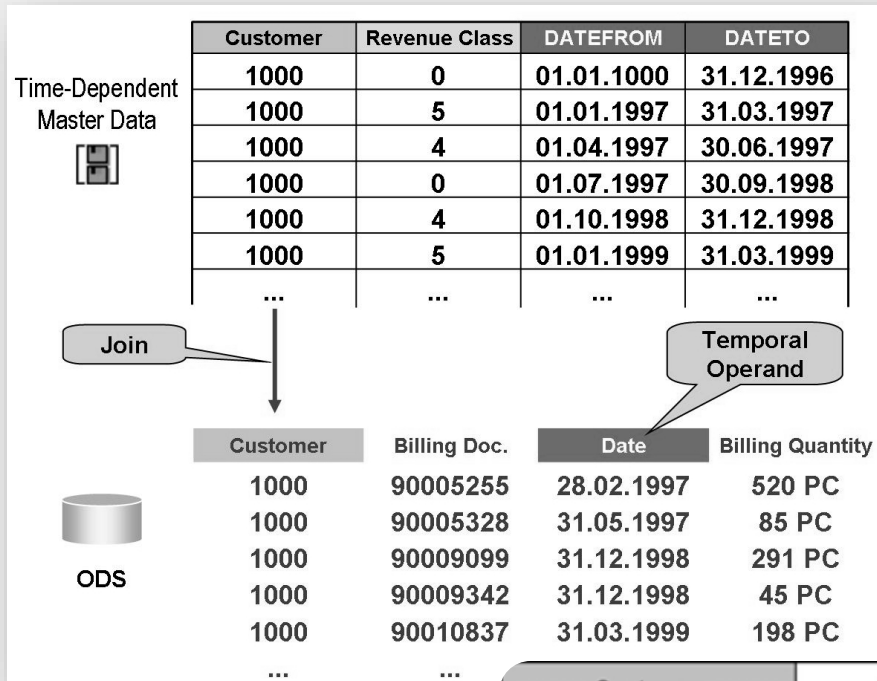 Customer Revenue Class DATEFROM DATETO
Time-Dependent
Master Data
1000 0 01.01.1000 31.12.1996
1000 5 01.01.1997 31.03.1997
1000 4 01.04.1997 30.06.1997
1000 0 01.07.1997 30.09.1998
1000 4 01.10.1998 31.12.1998
1000 5 01.01.1999 31.03.1999
... ... ... ...
Join
Temporal
Operand
Customer Billing Doc. Date Billing Quantity
1000 90005255 28.02.1997 520 PC
1000 90005328 31.05.1997 85 PC
1000 90009099 31.12.1998 291 PC
1000 90009342 31.12.1998 45 PC
1000 90010837 31.03.1999 198 PC
ODS
... ...